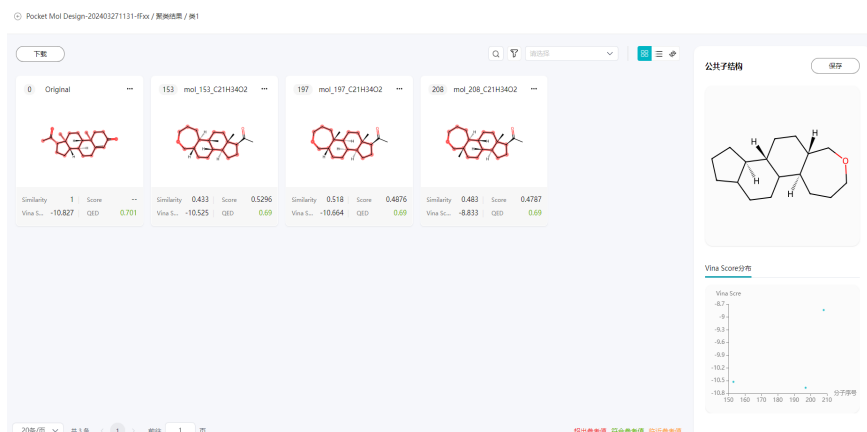 Pocket Mol Design-202403271131-fFxx / 聚类结果 / 类1
下载
请选择
0 Original ···
153 mol_153_C21H34O2 ···
197 mol_197_C21H34O2 ···
208 mol_208_C21H34O2 ···
Similarity 1 Score --
Vina S... -10.827 QED 0.701
Similarity 0.433 Score 0.5296
Vina S... -10.525 QED 0.69
Similarity 0.518 Score 0.4876
Vina S... -10.664 QED 0.69
Similarity 0.483 Score 0.4787
Vina Sc... -8.833 QED 0.69
公共子结构
保存
H
H
O
H
H
Vina Score分布
Vina Scre
-8.7
-9
-9.3
-9.6
-9.9
-10.2
-10.5
-10.8
150 160 170 180 190 200 210
分子序号
20条/页 共3条 1 前往 1 页